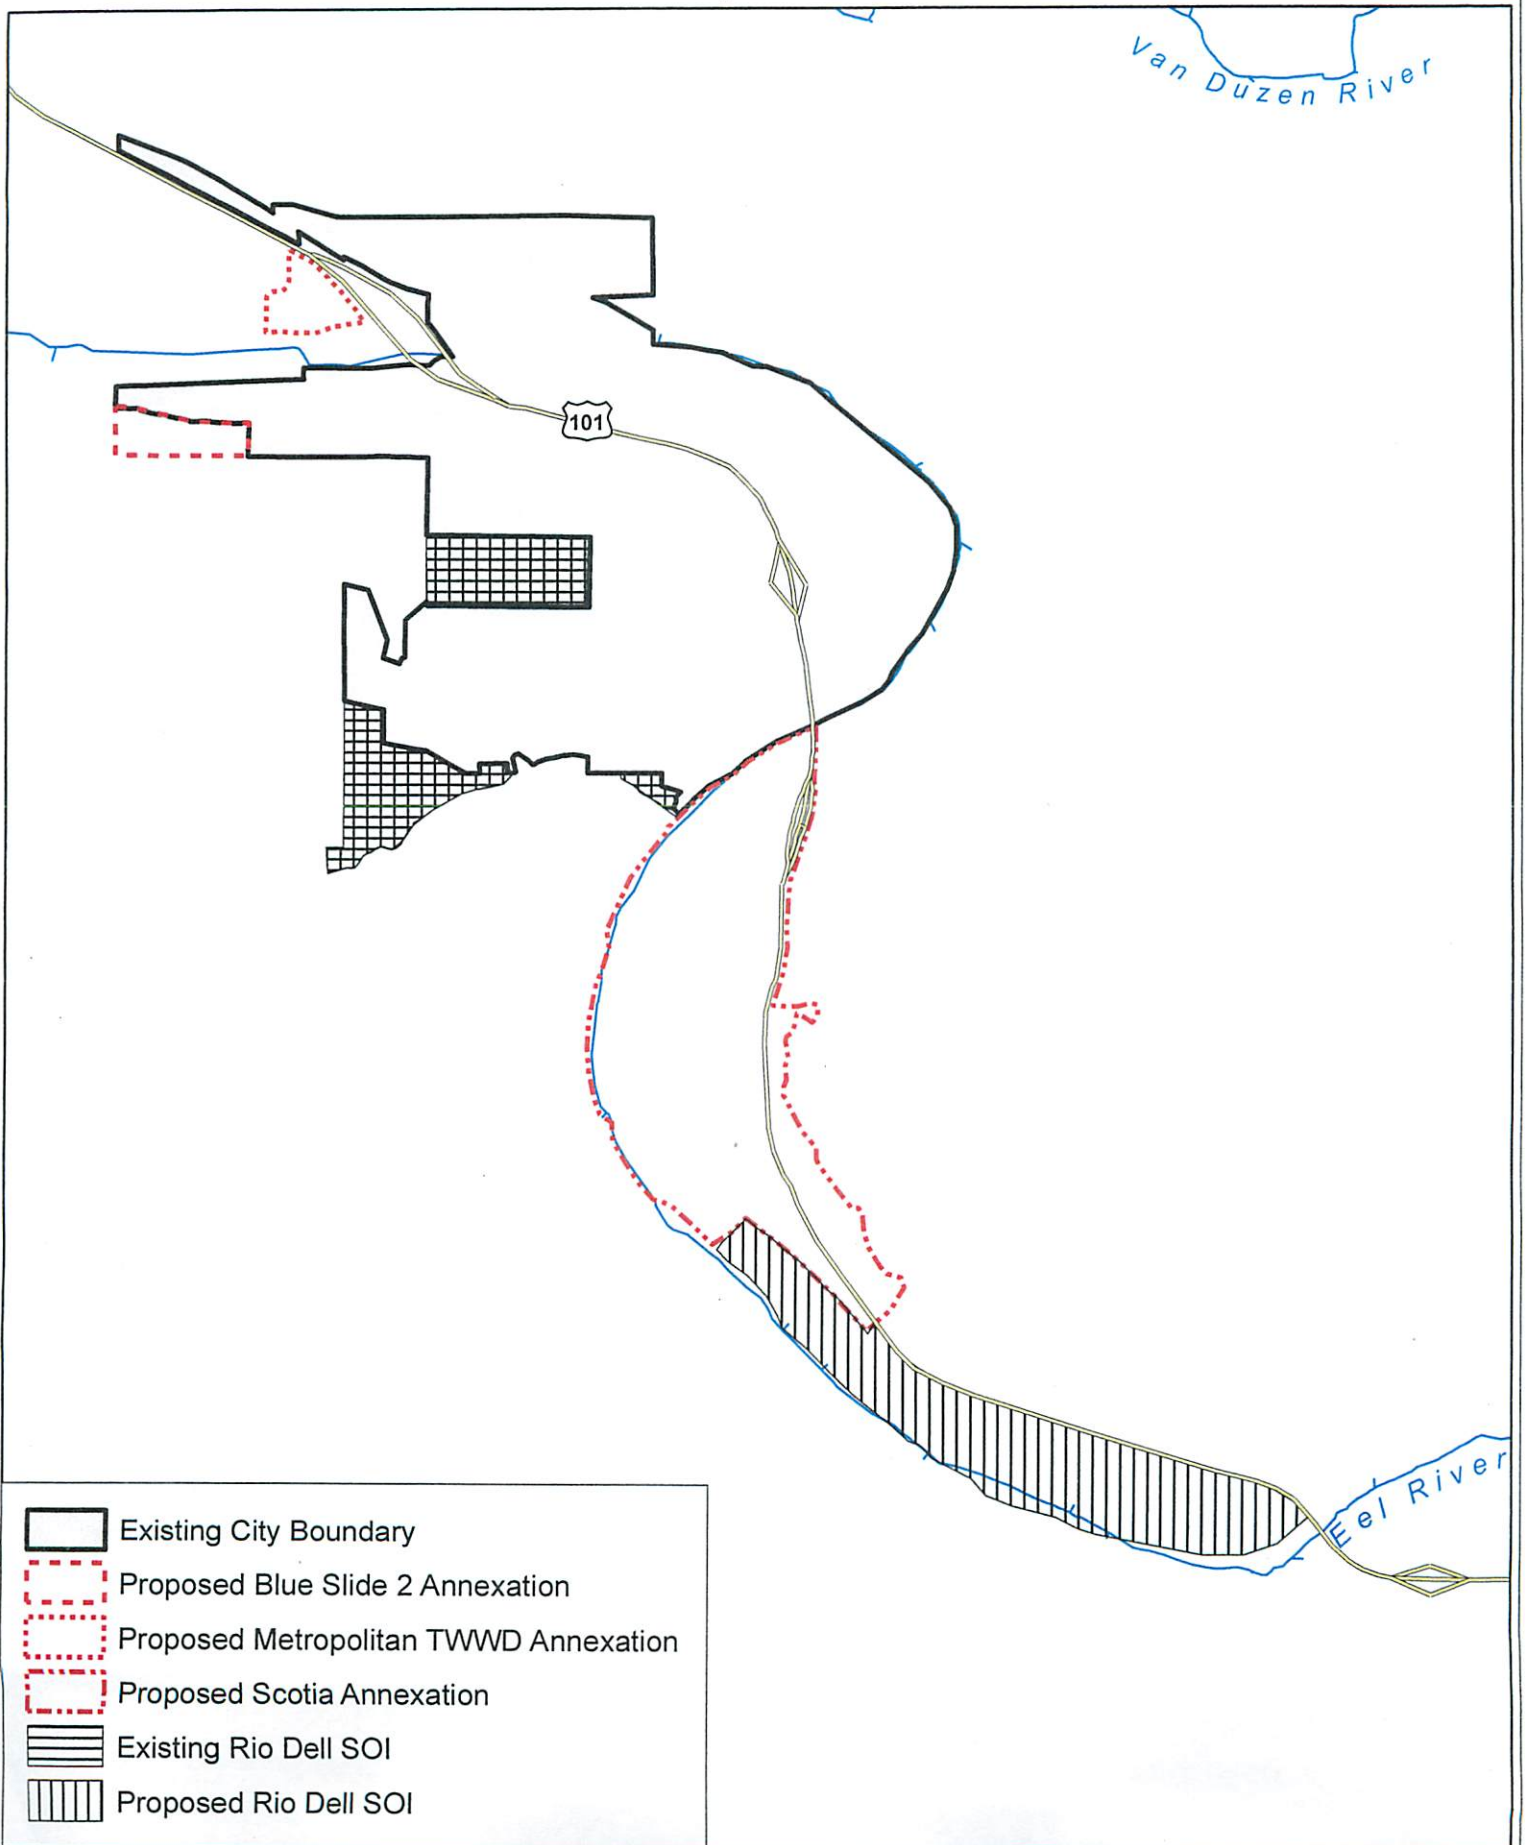 Van Duzen River
101
Eel River
Existing City Boundary
Proposed Blue Slide 2 Annexation
Proposed Metropolitan TWWD Annexation
Proposed Scotia Annexation
Existing Rio Dell SOI
Proposed Rio Dell SOI